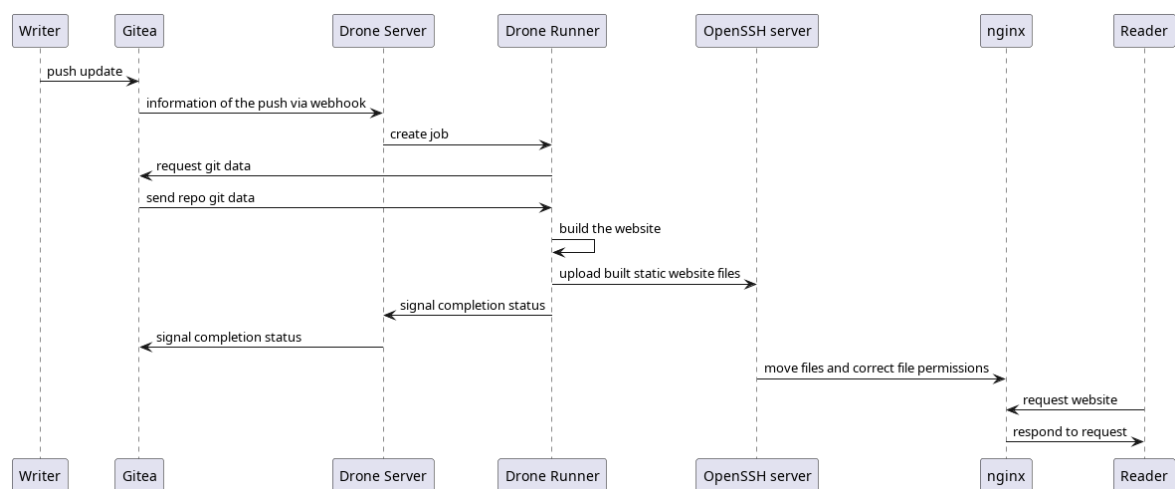 Writer Gitea Drone Server Drone Runner OpenSSH server nginx Reader
push update
information of the push via webhook
create job
request git data
send repo git data
build the website
upload built static website files
signal completion status
signal completion status
move files and correct file permissions
request website
respond to request
Writer Gitea Drone Server Drone Runner OpenSSH server nginx Reader